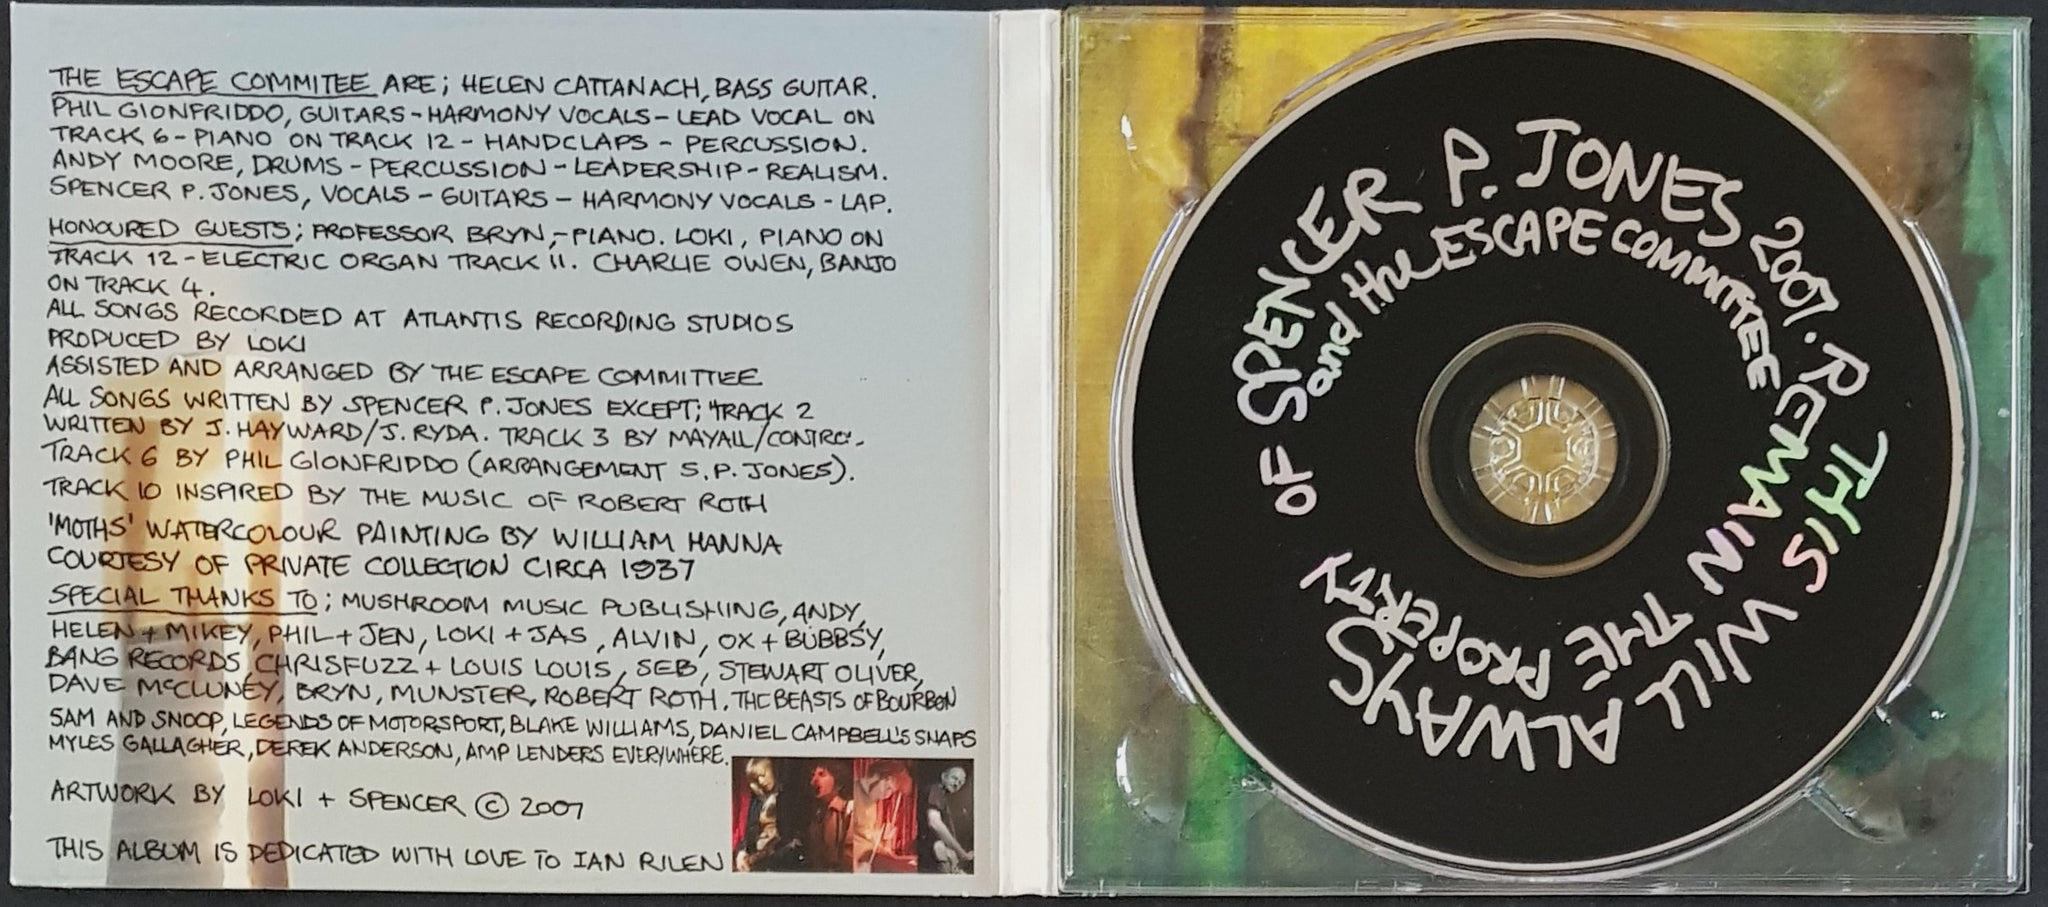 THE ESCAPE COMMITEE ARE; HELEN CATTANACH, BASS GUITAR.
PHIL GIONFRIDDO, GUITARS - HARMONY VOCALS - LEAD VOCAL ON
TRACK 6 - PIANO ON TRACK 12 - HANDCLAPS - PERCUSSION.
ANDY MOORE, DRUMS - PERCUSSION - LEADERSHIP - REALISM.
SPENCER P. JONES, VOCALS - GUITARS - HARMONY VOCALS - LAP.
HONOURED GUESTS; PROFESSOR BRYN, - PIANO. LOKI, PIANO ON
TRACK 12 - ELECTRIC ORGAN TRACK 11. CHARLIE OWEN, BANJO
ON TRACK 4.
ALL SONGS RECORDED AT ATLANTIS RECORDING STUDIOS
PRODUCED BY LOKI
ASSISTED AND ARRANGED BY THE ESCAPE COMMITTEE
ALL SONGS WRITTEN BY SPENCER P. JONES EXCEPT; TRACK 2
WRITTEN BY J. HAYWARD/J. RYDA. TRACK 3 BY MAYALL/
TRACK 6 BY PHIL GIONFRIDDO (ARRANGEMENT S.P. JONES).
TRACK 10 INSPIRED BY THE MUSIC OF ROBERT ROTH
'MOTHS' WATERCOLOUR PAINTING BY WILLIAM HANNA
COURTESY OF PRIVATE COLLECTION CIRCA 1937
SPECIAL THANKS TO; MUSHROOM MUSIC PUBLISHING, ANDY,
HELEN + MIKEY, PHIL + JEN, LOKI + JAS, ALVIN, OX + BUBBSY,
BANG RECORDS, CHRISFUZZ + LOUIS LOUIS, SEB, STEWART OLIVER,
DAVE McCLUNEY, BRYN, MUNSTER, ROBERT ROTH. THE BEASTS OF BOURBON
SAM AND SNOOP, LEGENDS OF MOTORSPORT, BLAKE WILLIAMS, DANIEL CAMPBELL'S SNAPS
MYLES GALLAGHER, DEREK ANDERSON, AMP LENDERS EVERYWHERE.
ARTWORK BY LOKI + SPENCER © 2007
THIS ALBUM IS DEDICATED WITH LOVE TO IAN RILEN
THIS WILL ALWAYS
REMAIN THE PROPERTY
OF SPENCER P. JONES 2007.
and the ESCAPE COMMITTEE